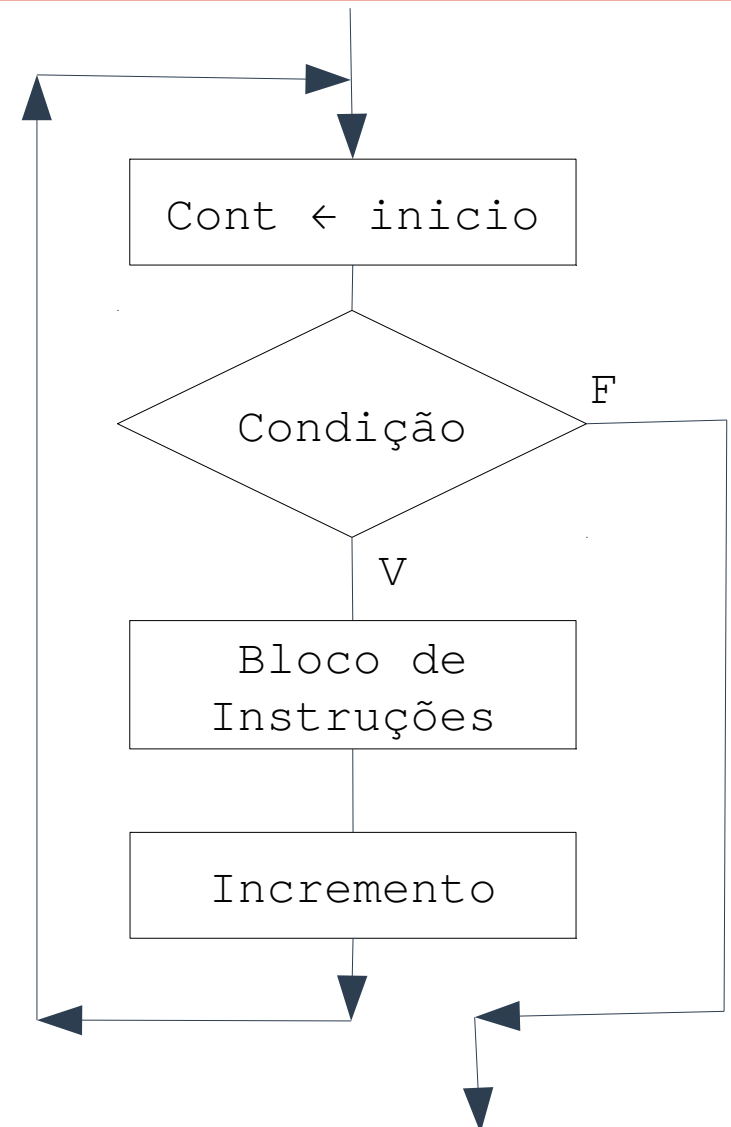 Cont ← inicio
Condição
F
V
Bloco de
Instruções
Incremento